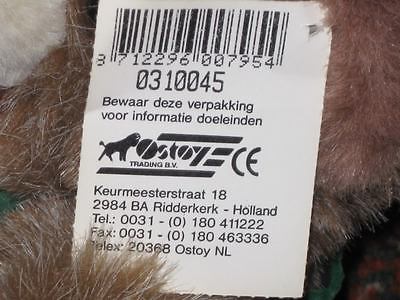 8 712296 007954
0310045
Bewaar deze verpakking
voor informatie doeleinden
Ostoy CE
TRADING B.V.
Keurmeesterstraat 18
2984 BA Ridderkerk - Holland
Tel.: 0031 - (0) 180 411222
Fax: 0031 - (0) 180 463336
Telex: 20368 Ostoy NL